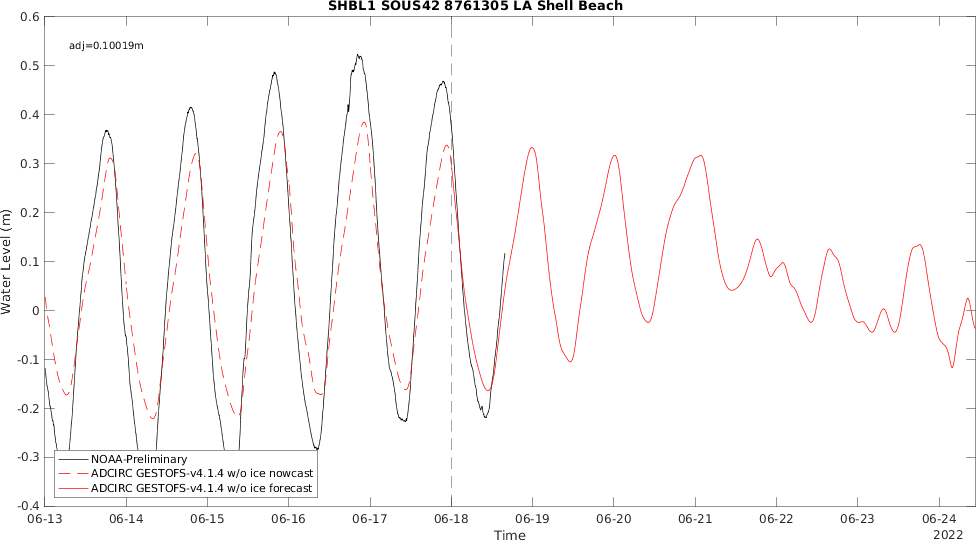 SHBL1 SOUS42 8761305 LA Shell Beach
adj=0.10019m
0.6
0.5
0.4
0.3
0.2
0.1
0
-0.1
-0.2
-0.3
-0.4
Water Level (m)
NOAA-Preliminary
ADCIRC GESTOFS-v4.1.4 w/o ice nowcast
ADCIRC GESTOFS-v4.1.4 w/o ice forecast
06-13 06-14 06-15 06-16 06-17 06-18 06-19 06-20 06-21 06-22 06-23 06-24
Time
2022